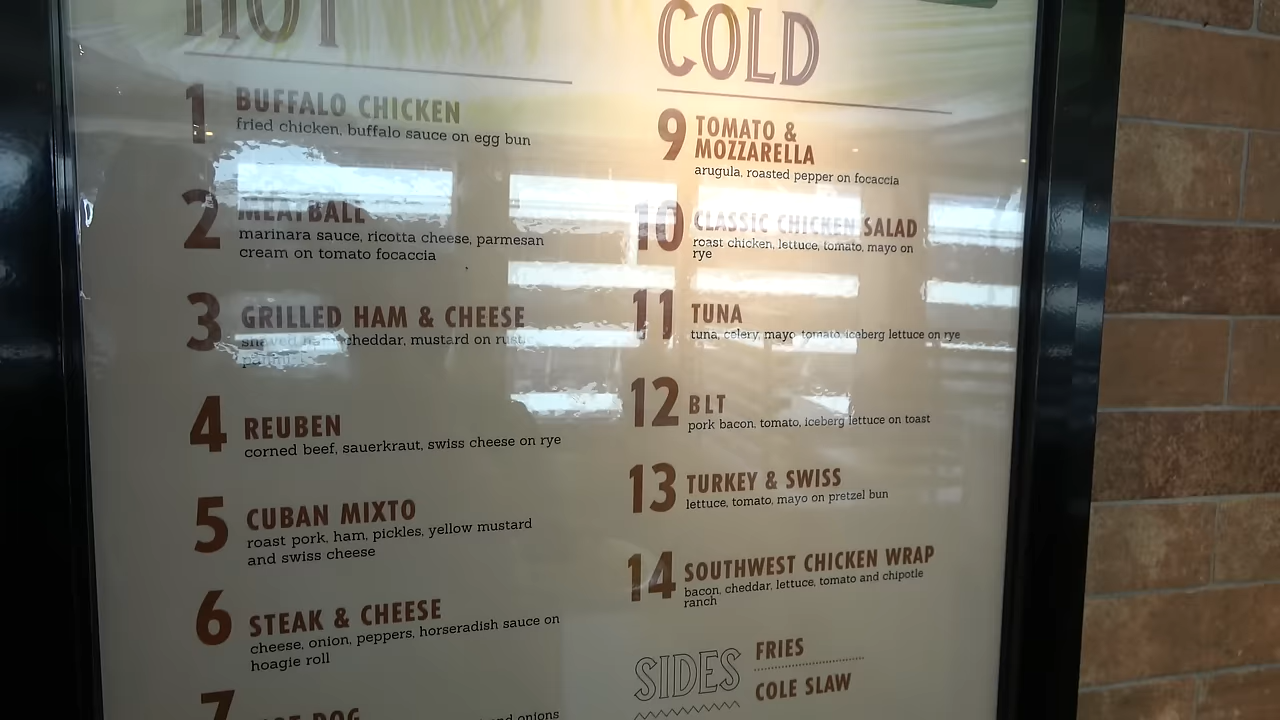 HOT
1 BUFFALO CHICKEN
fried chicken, buffalo sauce on egg bun
2 MEATBALL
marinara sauce, ricotta cheese, parmesan
cream on tomato focaccia
3 GRILLED HAM & CHEESE
shaved ham, cheddar, mustard on
4 REUBEN
corned beef, sauerkraut, swiss cheese on rye
5 CUBAN MIXTO
roast pork, ham, pickles, yellow mustard
and swiss cheese
6 STEAK & CHEESE
cheese, onion, peppers, horseradish sauce on
hoagie roll
7 DOG
and onions
COLD
9 TOMATO &
MOZZARELLA
arugula, roasted pepper on focaccia
10 CLASSIC CHICKEN SALAD
roast chicken, lettuce, tomato, mayo on
rye
11 TUNA
tuna, celery, mayo tomato, iceberg lettuce on rye
12 BLT
pork bacon, tomato, iceberg lettuce on toast
13 TURKEY & SWISS
lettuce, tomato, mayo on pretzel bun
14 SOUTHWEST CHICKEN WRAP
bacon, cheddar, lettuce, tomato and chipotle
ranch
SIDES
FRIES
COLE SLAW